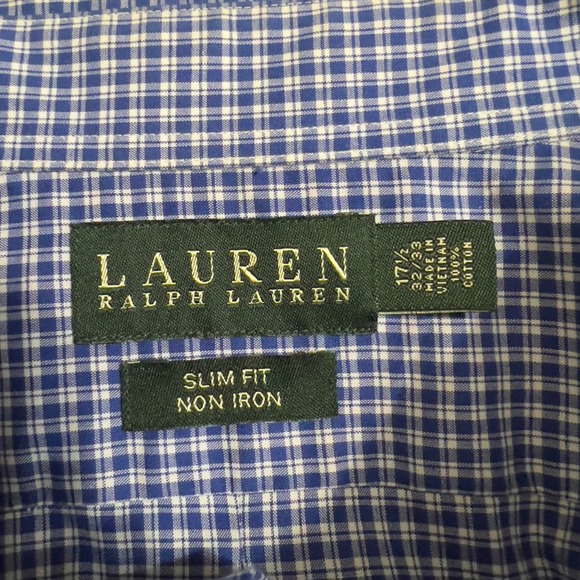 LAUREN
RALPH LAUREN
17½
32/33
MADE IN
VIETNAM
100%
COTTON
SLIM FIT
NON IRON